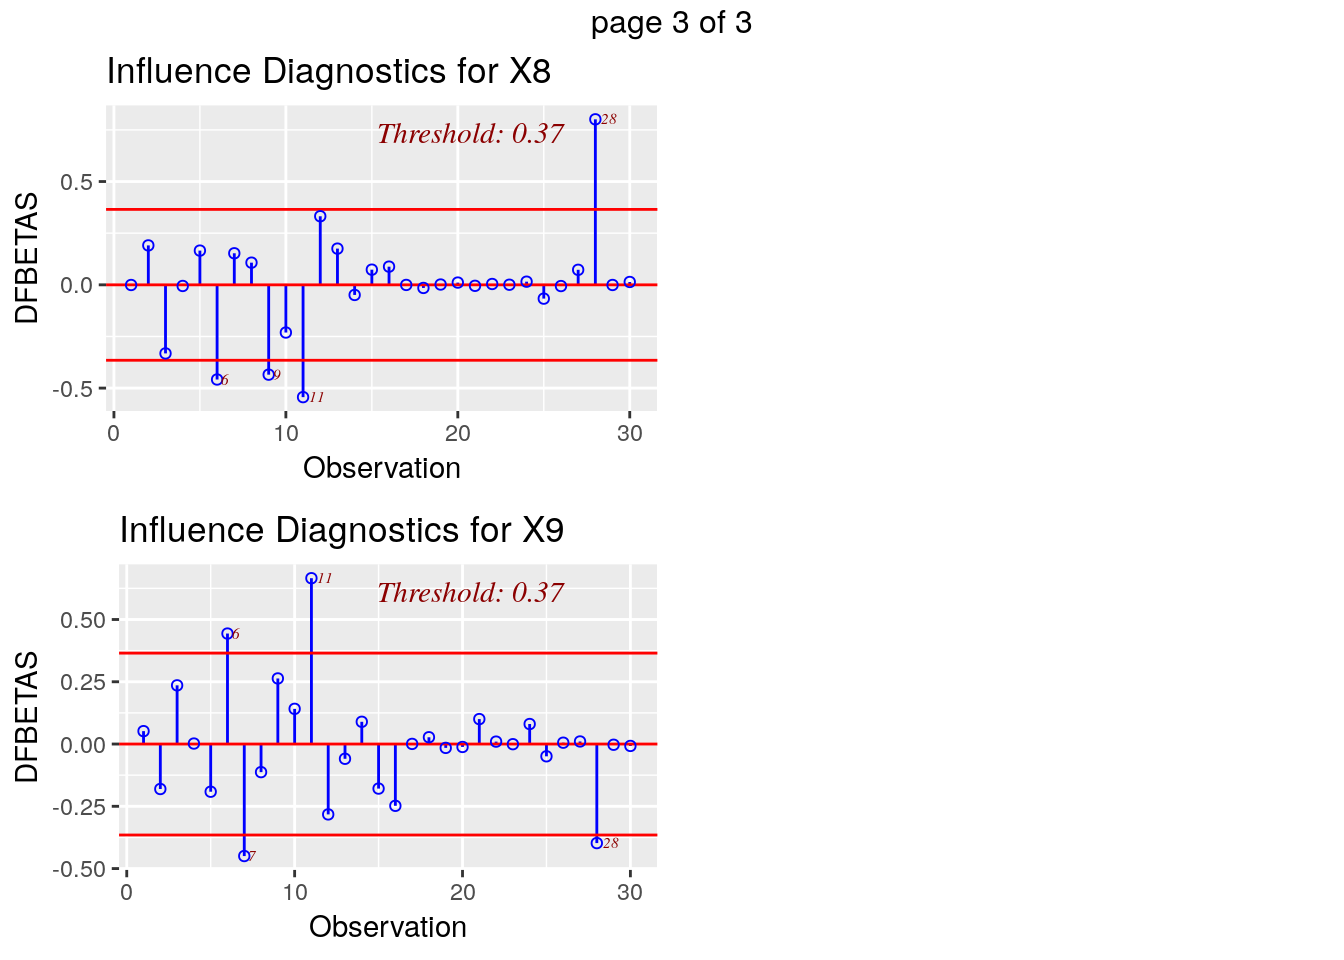 page 3 of 3
Influence Diagnostics for X8
Threshold: 0.37
28
0.5
0.0
-0.5
6
9
11
DFBETAS
0 10 20 30
Observation
Influence Diagnostics for X9
Threshold: 0.37
11
6
0.50
0.25
0.00
-0.25
-0.50
7
28
DFBETAS
0 10 20 30
Observation